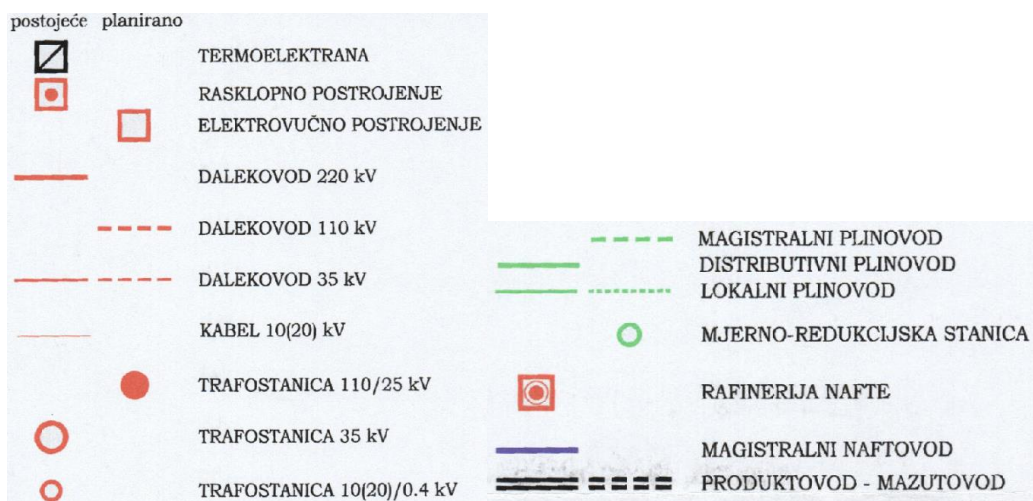 postojeće planirano
TERMOELEKTRANA
RASKLOPNO POSTROJENJE
ELEKTROVUČNO POSTROJENJE
DALEKOVOD 220 kV
DALEKOVOD 110 kV
DALEKOVOD 35 kV
KABEL 10(20) kV
TRAFOSTANICA 110/25 kV
TRAFOSTANICA 35 kV
TRAFOSTANICA 10(20)/0.4 kV
MAGISTRALNI PLINOVOD
DISTRIBUTIVNI PLINOVOD
LOKALNI PLINOVOD
MJERNO-REDUKCIJSKA STANICA
RAFINERIJA NAFTE
MAGISTRALNI NAFTOVOD
PRODUKTOVOD - MAZUTOVOD